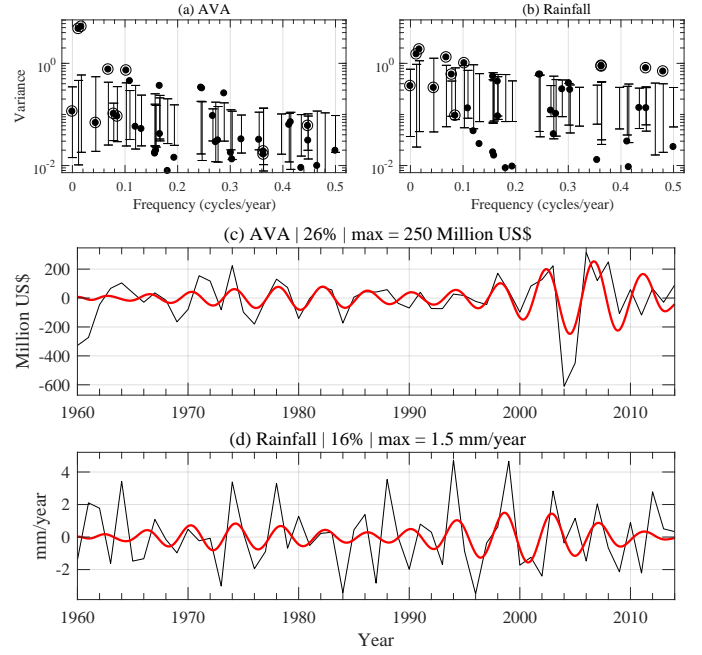 (a) AVA
(b) Rainfall
Variance
10^0
10^-2
0 0.1 0.2 0.3 0.4 0.5
Frequency (cycles/year)
10^0
10^-2
0 0.1 0.2 0.3 0.4 0.5
Frequency (cycles/year)
(c) AVA | 26% | max = 250 Million US$
Million US$
200
0
-200
-400
-600
1960 1970 1980 1990 2000 2010
(d) Rainfall | 16% | max = 1.5 mm/year
mm/year
4
2
0
-2
1960 1970 1980 1990 2000 2010
Year